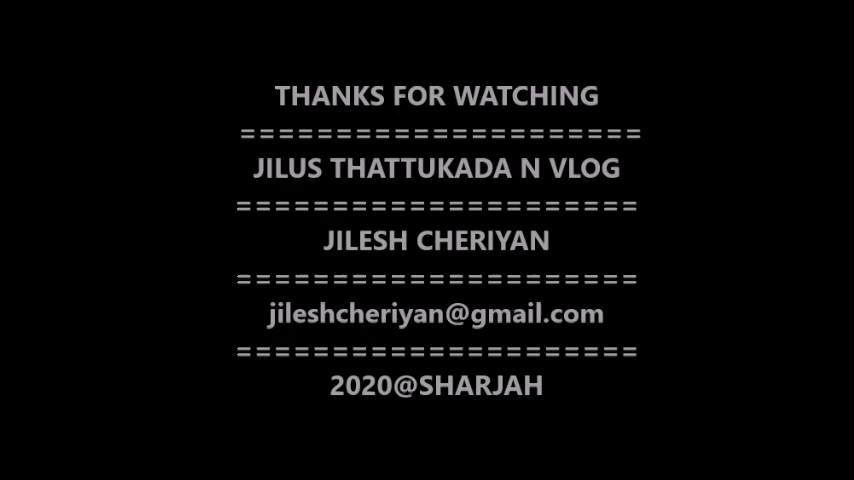 THANKS FOR WATCHING
=====================
JILUS THATTUKADA N VLOG
=====================
JILESH CHERIYAN
=====================
jileshcheriyan@gmail.com
=====================
2020@SHARJAH